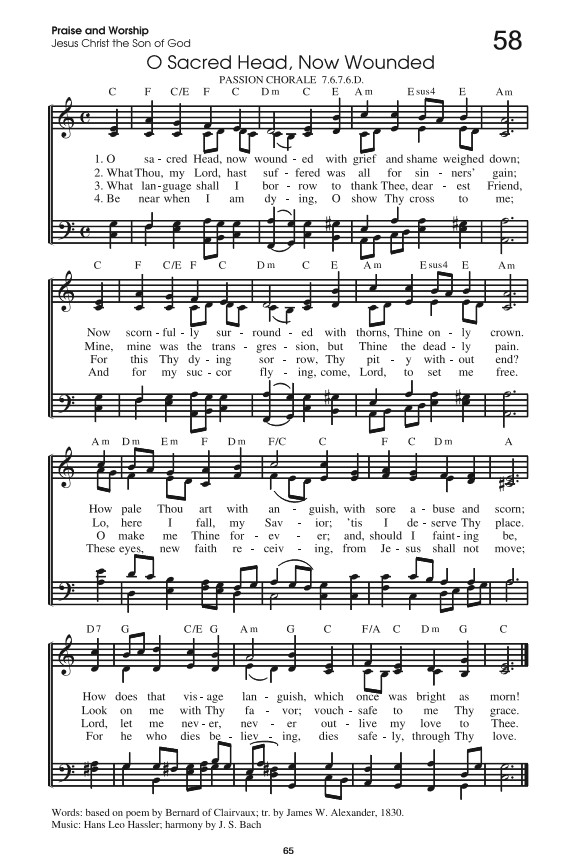 Praise and Worship
Jesus Christ the Son of God
58
O Sacred Head, Now Wounded
PASSION CHORALE 7.6.7.6.D.
C F C/E F C Dm C E Am Esus4 E Am
1. O sa - cred Head, now wound - ed with grief and shame weighed down;
2. What Thou, my Lord, hast suf - fered was all for sin - ners' gain;
3. What lan - guage shall I bor - row to thank Thee, dear - est Friend,
4. Be near when I am dy - ing, O show Thy cross to me;
C F C/E F C Dm C E Am Esus4 E Am
Now scorn - ful - ly sur - round - ed with thorns, Thine on - ly crown.
Mine, mine was the trans - gres - sion, but Thine the dead - ly pain.
For this Thy dy - ing sor - row, Thy pit - y with - out end?
And for my suc - cor fly - ing, come, Lord, to set me free.
Am Dm Em F Dm F/C C F C Dm A
How pale Thou art with an - guish, with sore a - buse and scorn;
Lo, here I fall, my Sav - ior; 'tis I de - serve Thy place.
O make me Thine for - ev - er; and, should I faint - ing be,
These eyes, new faith re - ceiv - ing, from Je - sus shall not move;
D7 G C/E G Am G C F/A C Dm G C
How does that vis - age lan - guish, which once was bright as morn!
Look on me with Thy fa - vor; vouch - safe to me Thy grace.
Lord, let me nev - er, nev - er out - live my love to Thee.
For he who dies be - liev - ing, dies safe - ly, through Thy love.
Words: based on poem by Bernard of Clairvaux; tr. by James W. Alexander, 1830.
Music: Hans Leo Hassler; harmony by J. S. Bach
65